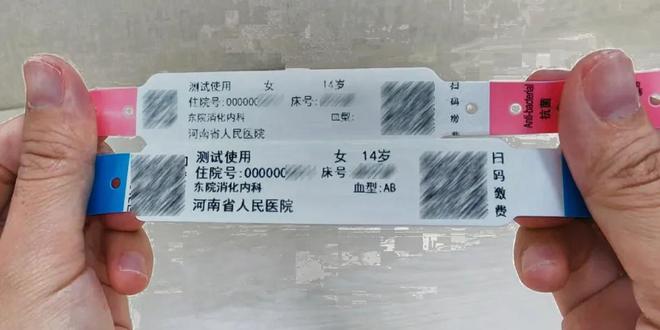 测试使用 女 14岁
住院号:00000 床号:
东院消化内科 血型:
河南省人民医院
扫码缴费
Anti-bacterial
抗菌
测试使用 女 14岁
住院号:000000 床号
东院消化内科 血型:AB
河南省人民医院
扫码缴费